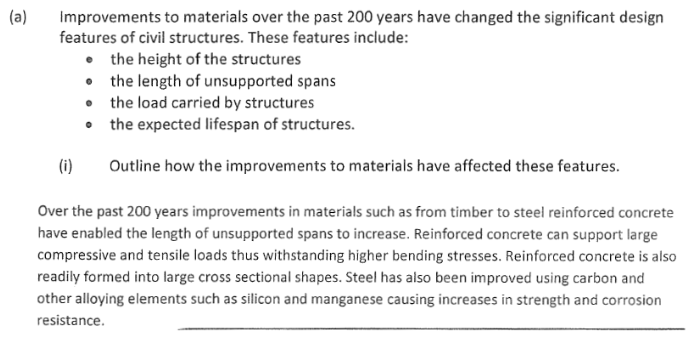 (a) Improvements to materials over the past 200 years have changed the significant design
features of civil structures. These features include:
• the height of the structures
• the length of unsupported spans
• the load carried by structures
• the expected lifespan of structures.
(i) Outline how the improvements to materials have affected these features.
Over the past 200 years improvements in materials such as from timber to steel reinforced concrete
have enabled the length of unsupported spans to increase. Reinforced concrete can support large
compressive and tensile loads thus withstanding higher bending stresses. Reinforced concrete is also
readily formed into large cross sectional shapes. Steel has also been improved using carbon and
other alloying elements such as silicon and manganese causing increases in strength and corrosion
resistance.